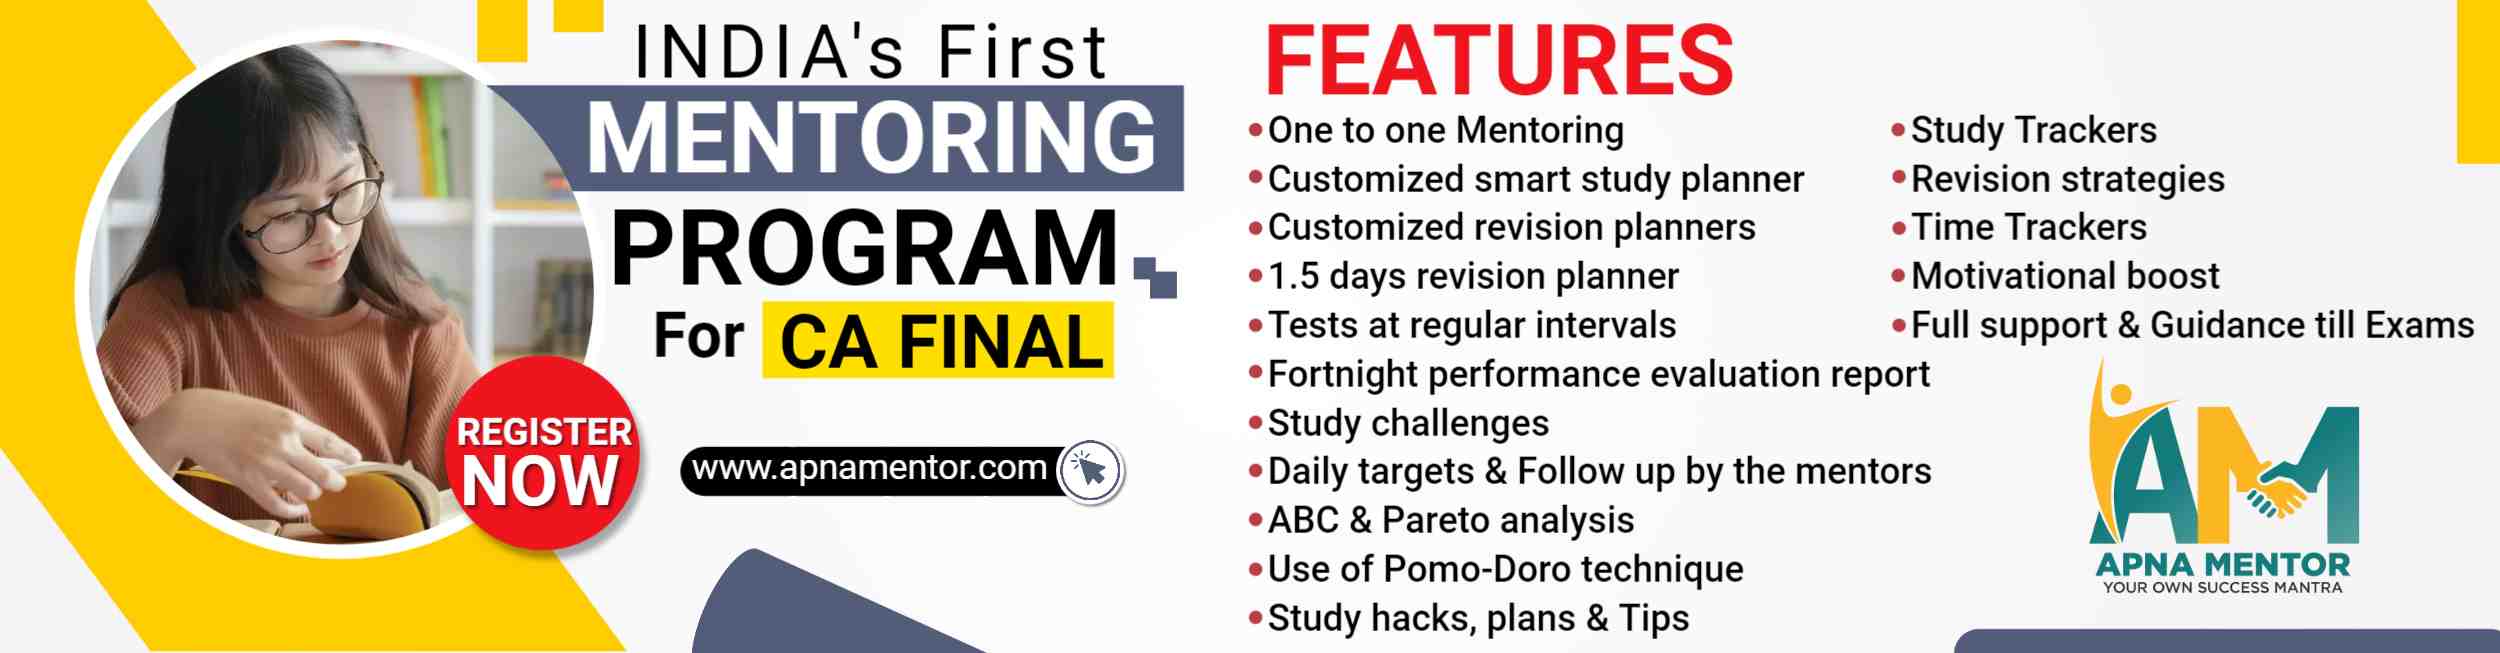 INDIA's First
MENTORING
PROGRAM
For CA FINAL
REGISTER
NOW
www.apnamentor.com
FEATURES
•One to one Mentoring
•Customized smart study planner
•Customized revision planners
•1.5 days revision planner
•Tests at regular intervals
•Fortnight performance evaluation report
•Study challenges
•Daily targets & Follow up by the mentors
•ABC & Pareto analysis
•Use of Pomo-Doro technique
•Study hacks, plans & Tips
•Study Trackers
•Revision strategies
•Time Trackers
•Motivational boost
•Full support & Guidance till Exams
AM
APNA MENTOR
YOUR OWN SUCCESS MANTRA